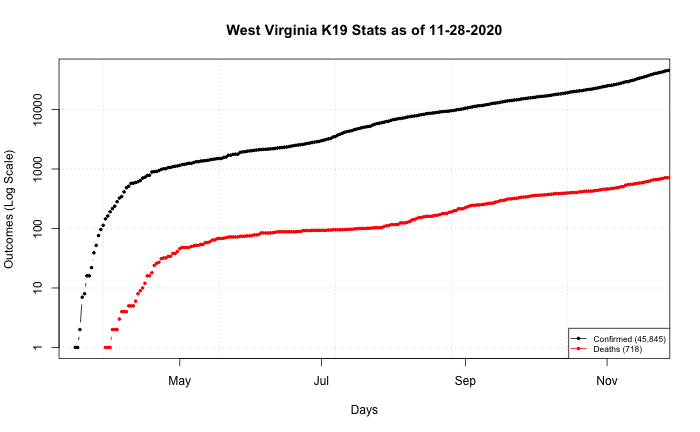 West Virginia K19 Stats as of 11-28-2020
Outcomes (Log Scale)
10000
1000
100
10
1
May Jul Sep Nov
Days
Confirmed (45,845)
Deaths (718)